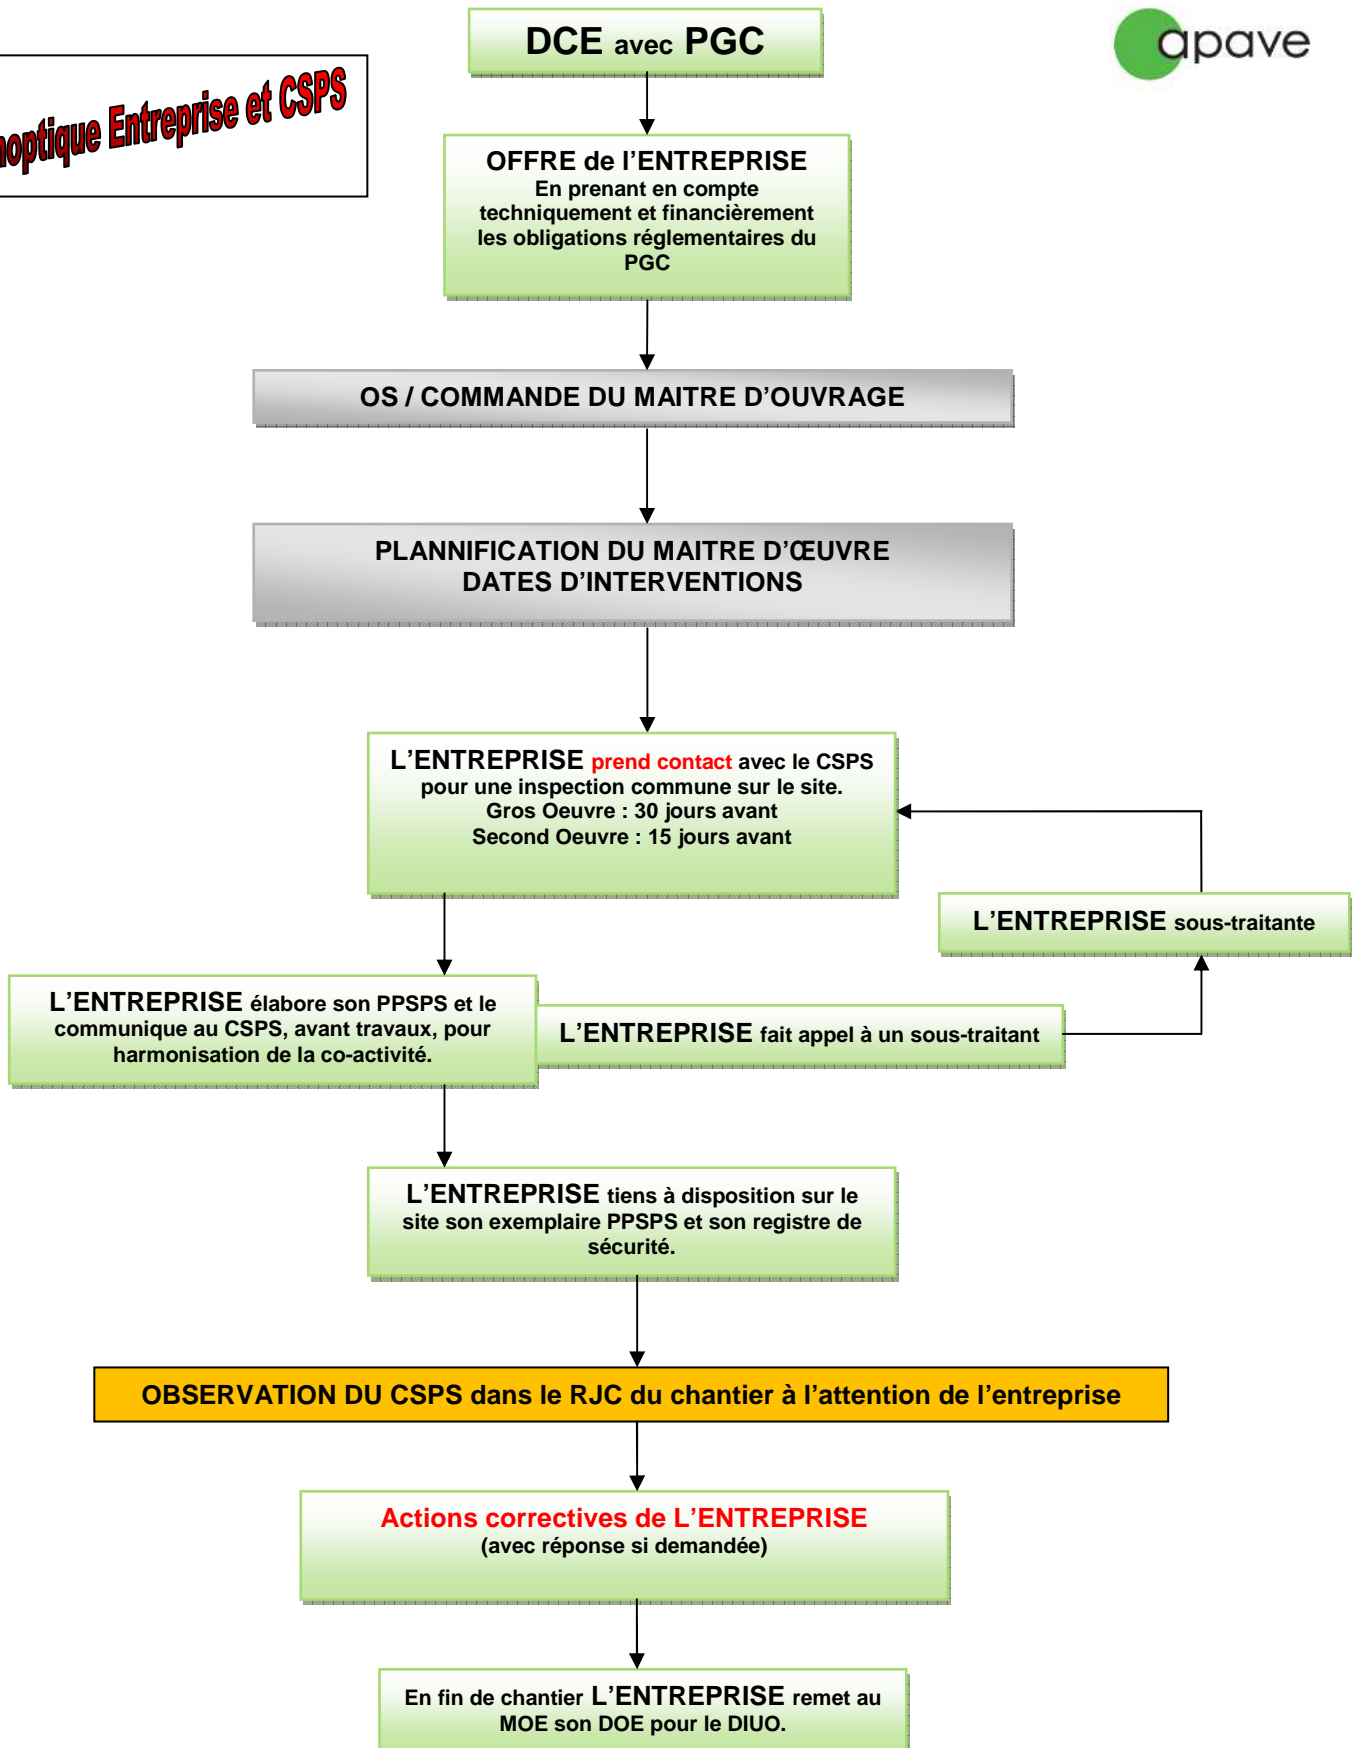 DCE avec PGC
apave
Entreprise et CSPS
OFFRE de l’ENTREPRISE
En prenant en compte
techniquement et financièrement
les obligations réglementaires du
PGC
OS / COMMANDE DU MAITRE D’OUVRAGE
PLANNIFICATION DU MAITRE D’ŒUVRE
DATES D’INTERVENTIONS
L’ENTREPRISE prend contact avec le CSPS
pour une inspection commune sur le site.
Gros Oeuvre : 30 jours avant
Second Oeuvre : 15 jours avant
L’ENTREPRISE sous-traitante
L’ENTREPRISE élabore son PPSPS et le
communique au CSPS, avant travaux, pour
harmonisation de la co-activité.
L’ENTREPRISE fait appel à un sous-traitant
L’ENTREPRISE tiens à disposition sur le
site son exemplaire PPSPS et son registre de
sécurité.
OBSERVATION DU CSPS dans le RJC du chantier à l’attention de l’entreprise
Actions correctives de L’ENTREPRISE
(avec réponse si demandée)
En fin de chantier L’ENTREPRISE remet au
MOE son DOE pour le DIUO.